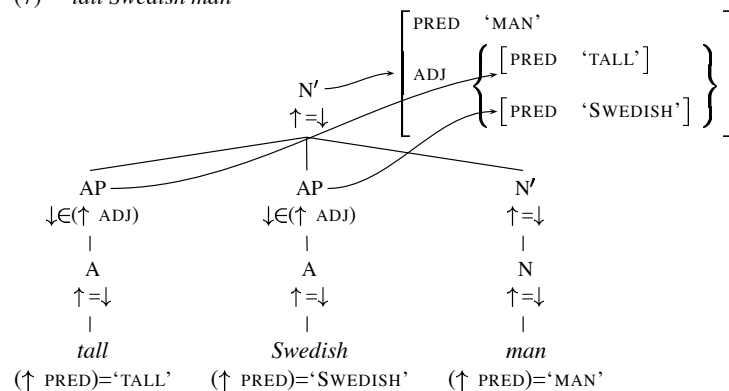 (7) tall Swedish man
[PRED ‘MAN’
ADJ { [PRED ‘TALL’]
[PRED ‘SWEDISH’] } ]
N′
↑=↓
AP AP N′
↓∈(↑ ADJ) ↓∈(↑ ADJ) ↑=↓
A A N
↑=↓ ↑=↓ ↑=↓
tall Swedish man
(↑ PRED)=‘TALL’ (↑ PRED)=‘SWEDISH’ (↑ PRED)=‘MAN’